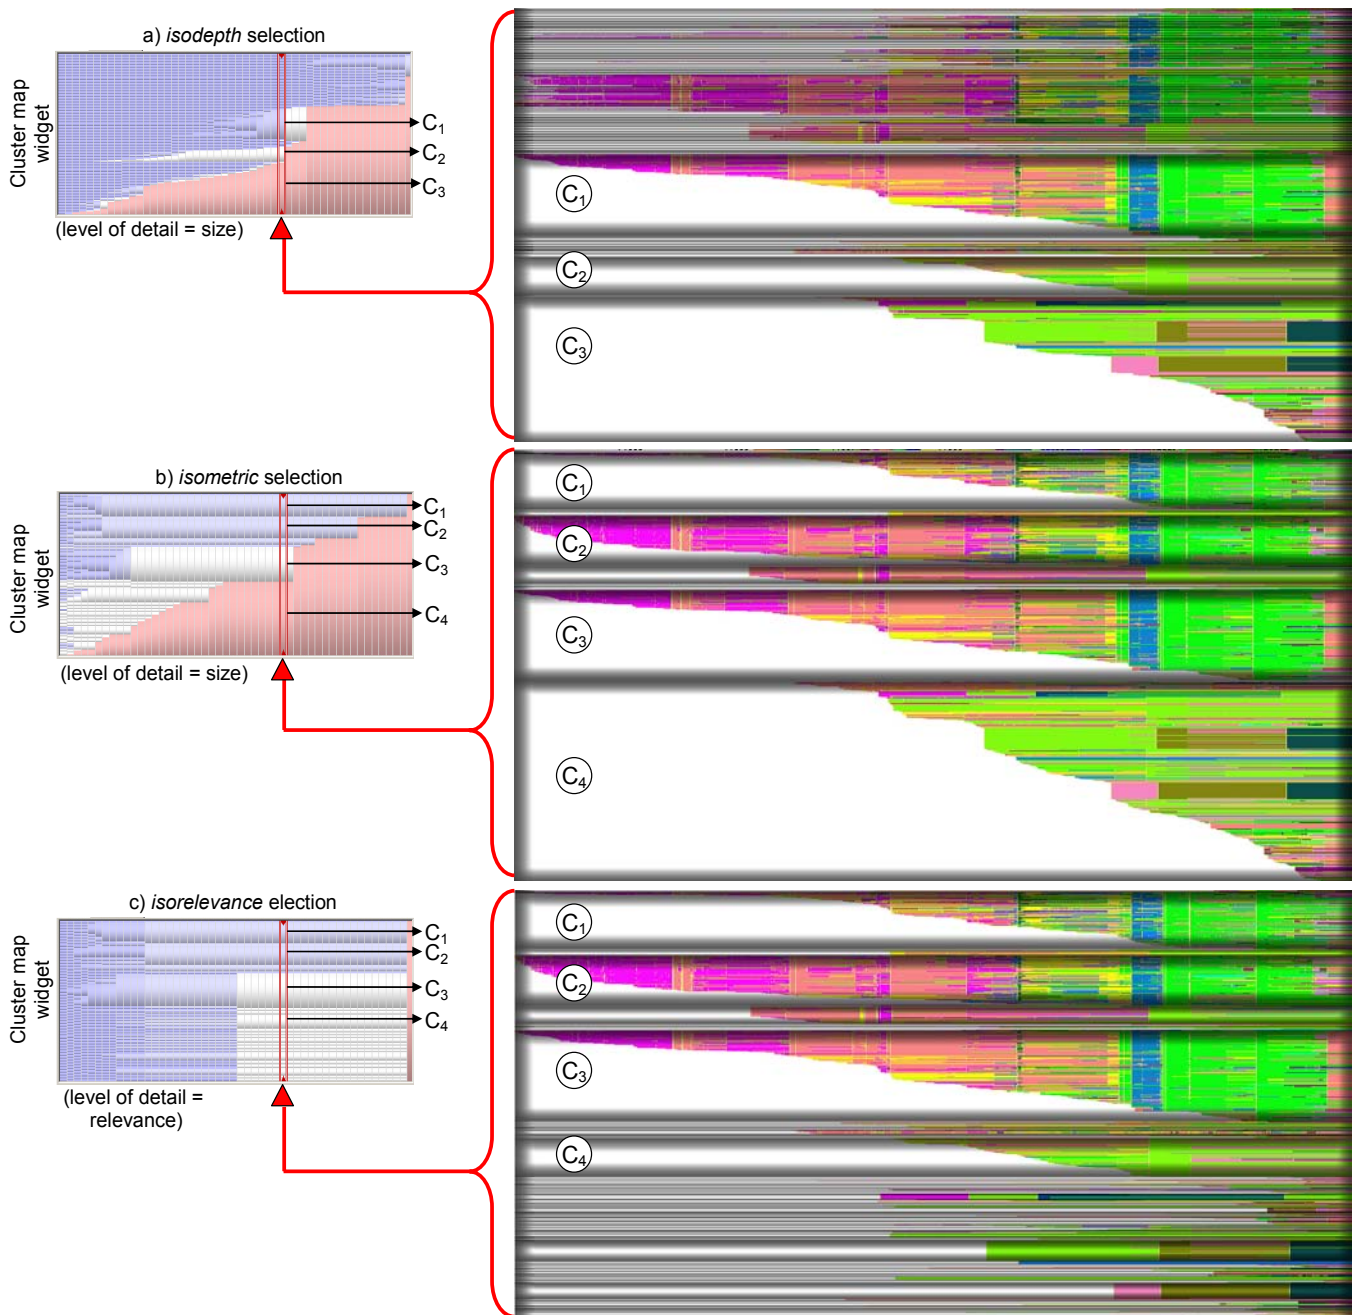 a) isodepth selection
Cluster map
widget
C1
C2
C3
(level of detail = size)
C1
C2
C3
b) isometric selection
Cluster map
widget
C1
C2
C3
C4
(level of detail = size)
C1
C2
C3
C4
c) isorelevance election
Cluster map
widget
C1
C2
C3
C4
(level of detail =
relevance)
C1
C2
C3
C4